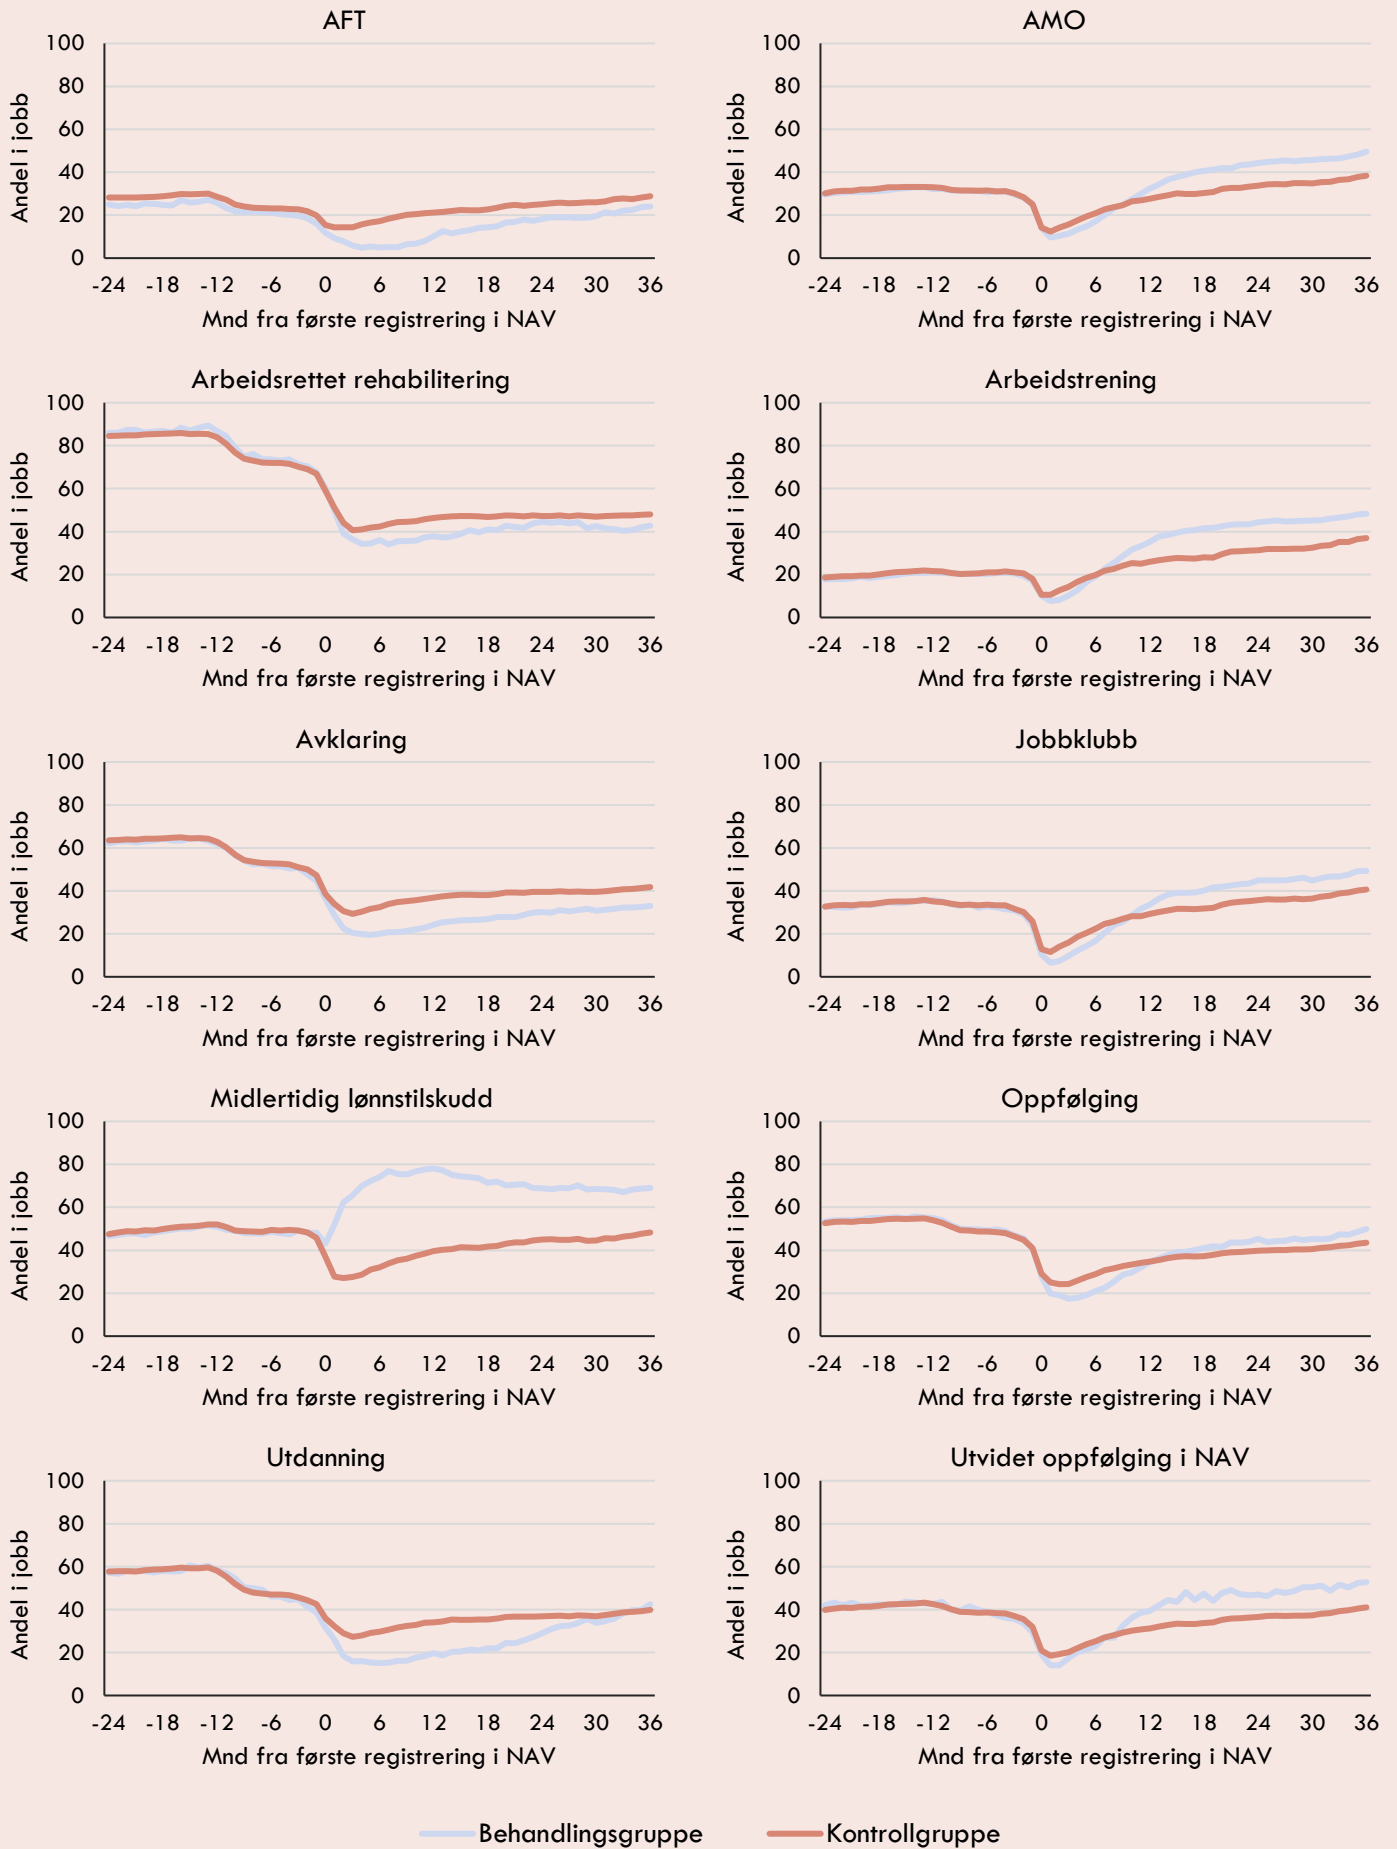 AFT
100
80
60
40
20
0
Andel i jobb
-24 -18 -12 -6 0 6 12 18 24 30 36
Mnd fra første registrering i NAV
AMO
100
80
60
40
20
0
Andel i jobb
-24 -18 -12 -6 0 6 12 18 24 30 36
Mnd fra første registrering i NAV
Arbeidsrettet rehabilitering
100
80
60
40
20
0
Andel i jobb
-24 -18 -12 -6 0 6 12 18 24 30 36
Mnd fra første registrering i NAV
Arbeidstrening
100
80
60
40
20
0
Andel i jobb
-24 -18 -12 -6 0 6 12 18 24 30 36
Mnd fra første registrering i NAV
Avklaring
100
80
60
40
20
0
Andel i jobb
-24 -18 -12 -6 0 6 12 18 24 30 36
Mnd fra første registrering i NAV
Jobbklubb
100
80
60
40
20
0
Andel i jobb
-24 -18 -12 -6 0 6 12 18 24 30 36
Mnd fra første registrering i NAV
Midlertidig lønnstilskudd
100
80
60
40
20
0
Andel i jobb
-24 -18 -12 -6 0 6 12 18 24 30 36
Mnd fra første registrering i NAV
Oppfølging
100
80
60
40
20
0
Andel i jobb
-24 -18 -12 -6 0 6 12 18 24 30 36
Mnd fra første registrering i NAV
Utdanning
100
80
60
40
20
0
Andel i jobb
-24 -18 -12 -6 0 6 12 18 24 30 36
Mnd fra første registrering i NAV
Utvidet oppfølging i NAV
100
80
60
40
20
0
Andel i jobb
-24 -18 -12 -6 0 6 12 18 24 30 36
Mnd fra første registrering i NAV
Behandlingsgruppe Kontrollgruppe